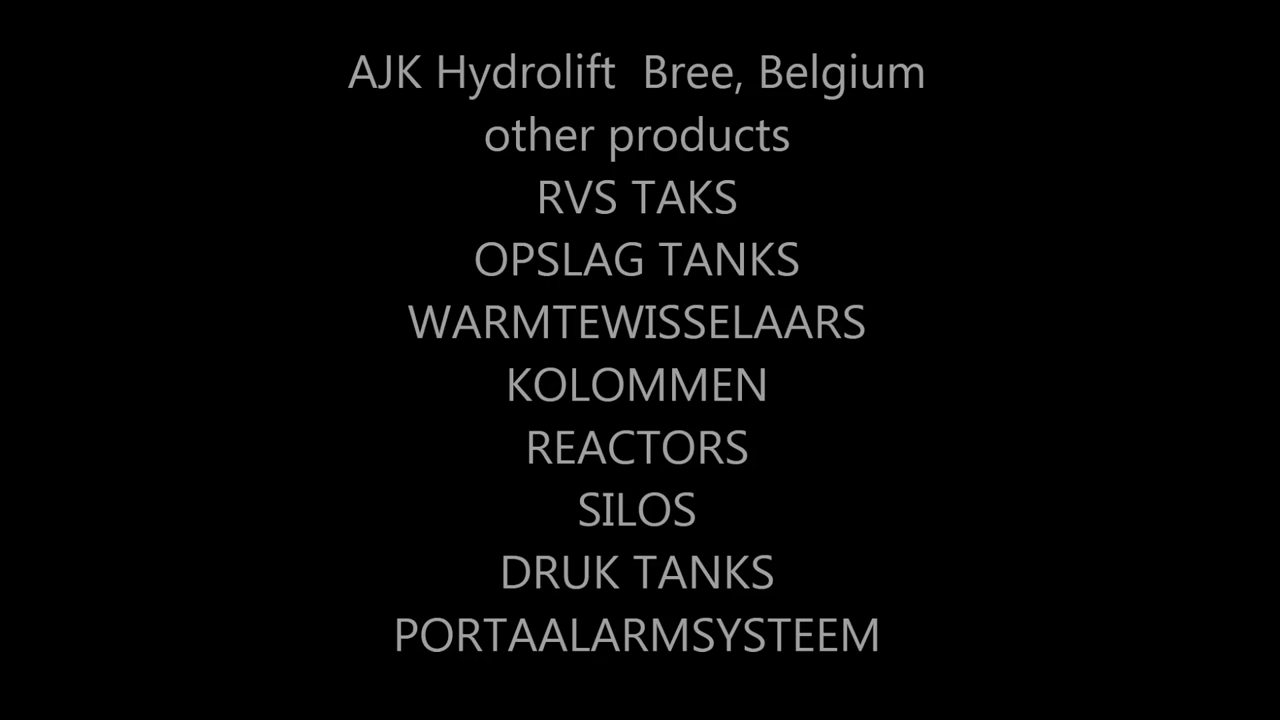 AJK Hydrolift  Bree, Belgium
other products
RVS TAKS
OPSLAG TANKS
WARMTEWISSELAARS
KOLOMMEN
REACTORS
SILOS
DRUK TANKS
PORTAALARMSYSTEEM